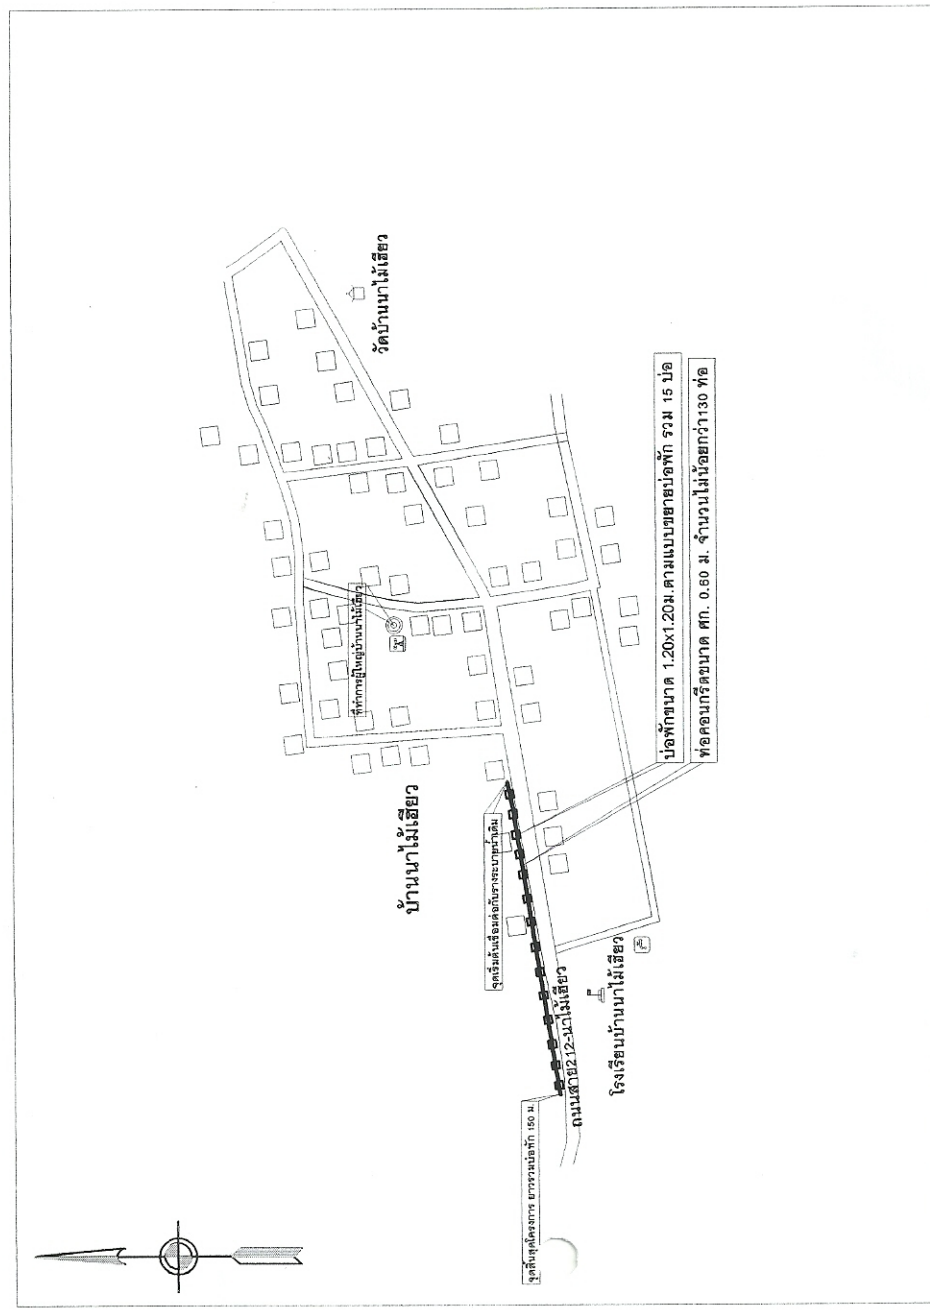 วัดบ้านนาไม้เฮียว
ที่ทำการผู้ใหญ่บ้านนาไม้เฮียว
บ้านนาไม้เฮียว
จุดเริ่มต้นเชื่อมต่อกับรางระบายน้ำเดิม
บ่อพักขนาด 1.20x1.20ม.ตามแบบขยายบ่อพัก รวม 15 บ่อ
ท่อคอนกรีตขนาด ศก. 0.60 ม. จำนวนไม่น้อยกว่า130 ท่อ
ถนนสาย212-นาไม้เฮียว
โรงเรียนบ้านนาไม้เฮียว
จุดสิ้นสุดโครงการ ยาวรวมบ่อพัก 150 ม.